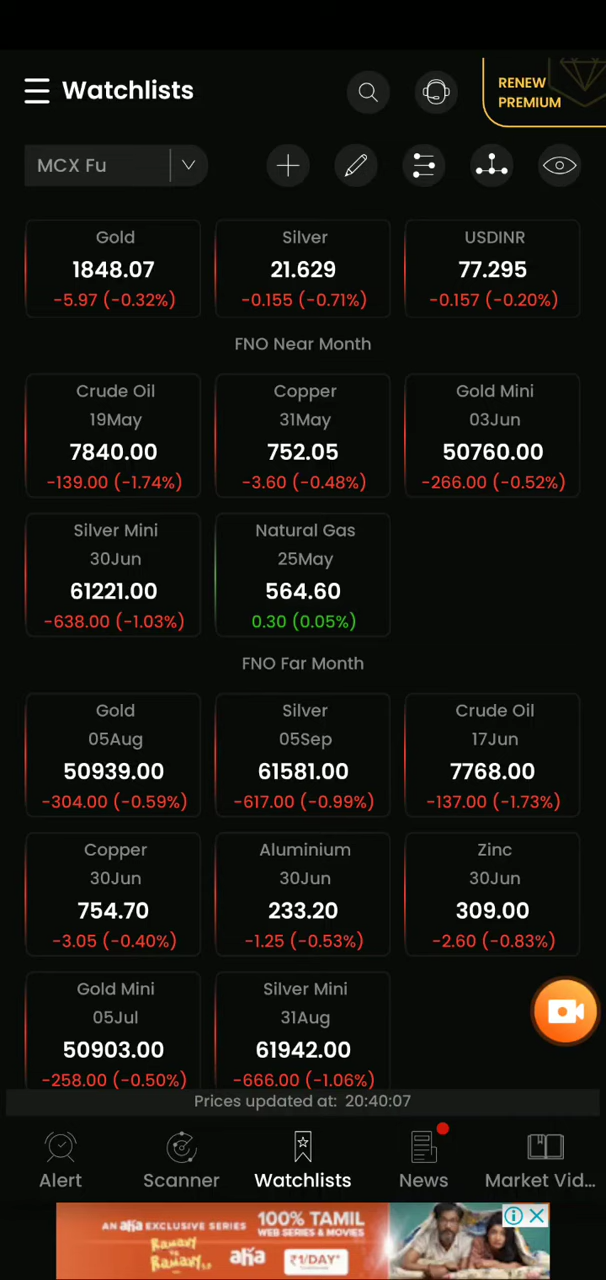 Watchlists
RENEW
PREMIUM
MCX Fu
Gold Silver USDINR
1848.07 21.629 77.295
-5.97 (-0.32%) -0.155 (-0.71%) -0.157 (-0.20%)
FNO Near Month
Crude Oil Copper Gold Mini
19May 31May 03Jun
7840.00 752.05 50760.00
-139.00 (-1.74%) -3.60 (-0.48%) -266.00 (-0.52%)
Silver Mini Natural Gas
30Jun 25May
61221.00 564.60
-638.00 (-1.03%) 0.30 (0.05%)
FNO Far Month
Gold Silver Crude Oil
05Aug 05Sep 17Jun
50939.00 61581.00 7768.00
-304.00 (-0.59%) -617.00 (-0.99%) -137.00 (-1.73%)
Copper Aluminium Zinc
30Jun 30Jun 30Jun
754.70 233.20 309.00
-3.05 (-0.40%) -1.25 (-0.53%) -2.60 (-0.83%)
Gold Mini Silver Mini
05Jul 31Aug
50903.00 61942.00
-258.00 (-0.50%) -666.00 (-1.06%)
Prices updated at: 20:40:07
Alert Scanner Watchlists News Market Vid...
AN aha EXCLUSIVE SERIES 100% TAMIL
WEB SERIES & MOVIES
Ramany
vs
Ramany 3.0
aha ₹1/DAY*